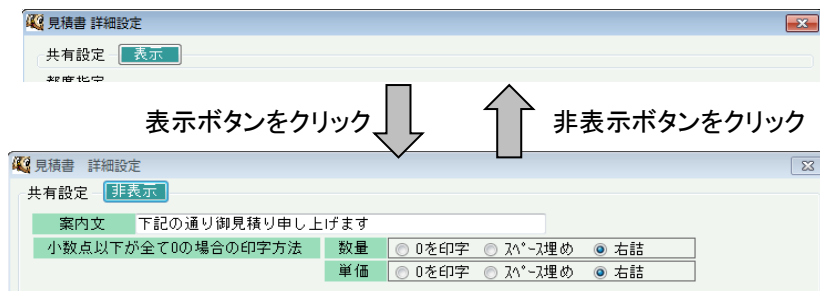 見積書 詳細設定
共有設定 表示
都度指定
表示ボタンをクリック 非表示ボタンをクリック
見積書 詳細設定
共有設定 非表示
案内文 下記の通り御見積り申し上げます
小数点以下が全て0の場合の印字方法 数量 0を印字 ｽﾍﾟｰｽ埋め 右詰
単価 0を印字 ｽﾍﾟｰｽ埋め 右詰